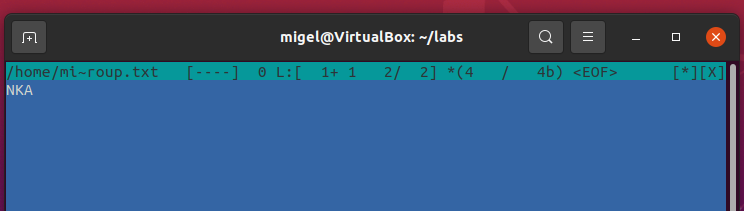 migel@VirtualBox: ~/labs
/home/mi~roup.txt   [----]  0 L:[  1+ 1   2/  2] *(4   /   4b) <EOF>      [*][X]
NKA